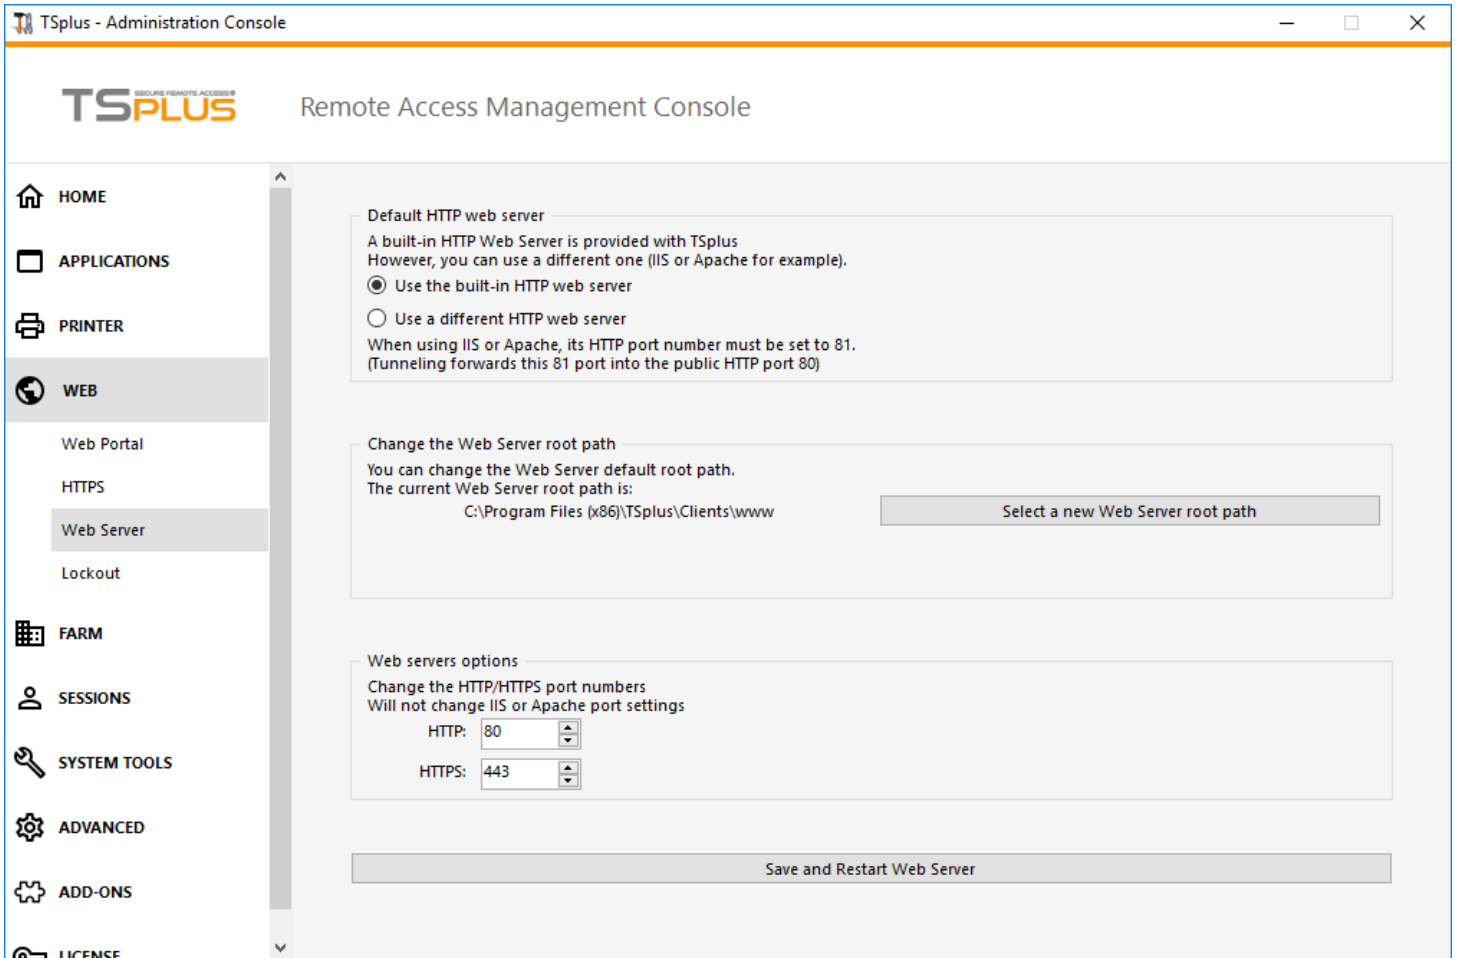 TSplus - Administration Console
SECURE REMOTE ACCESS®
TSPLUS
Remote Access Management Console
HOME
APPLICATIONS
PRINTER
WEB
Web Portal
HTTPS
Web Server
Lockout
FARM
SESSIONS
SYSTEM TOOLS
ADVANCED
ADD-ONS
LICENSE
Default HTTP web server
A built-in HTTP Web Server is provided with TSplus
However, you can use a different one (IIS or Apache for example).
Use the built-in HTTP web server
Use a different HTTP web server
When using IIS or Apache, its HTTP port number must be set to 81.
(Tunneling forwards this 81 port into the public HTTP port 80)
Change the Web Server root path
You can change the Web Server default root path.
The current Web Server root path is:
C:\Program Files (x86)\TSplus\Clients\www
Select a new Web Server root path
Web servers options
Change the HTTP/HTTPS port numbers
Will not change IIS or Apache port settings
HTTP: 80
HTTPS: 443
Save and Restart Web Server